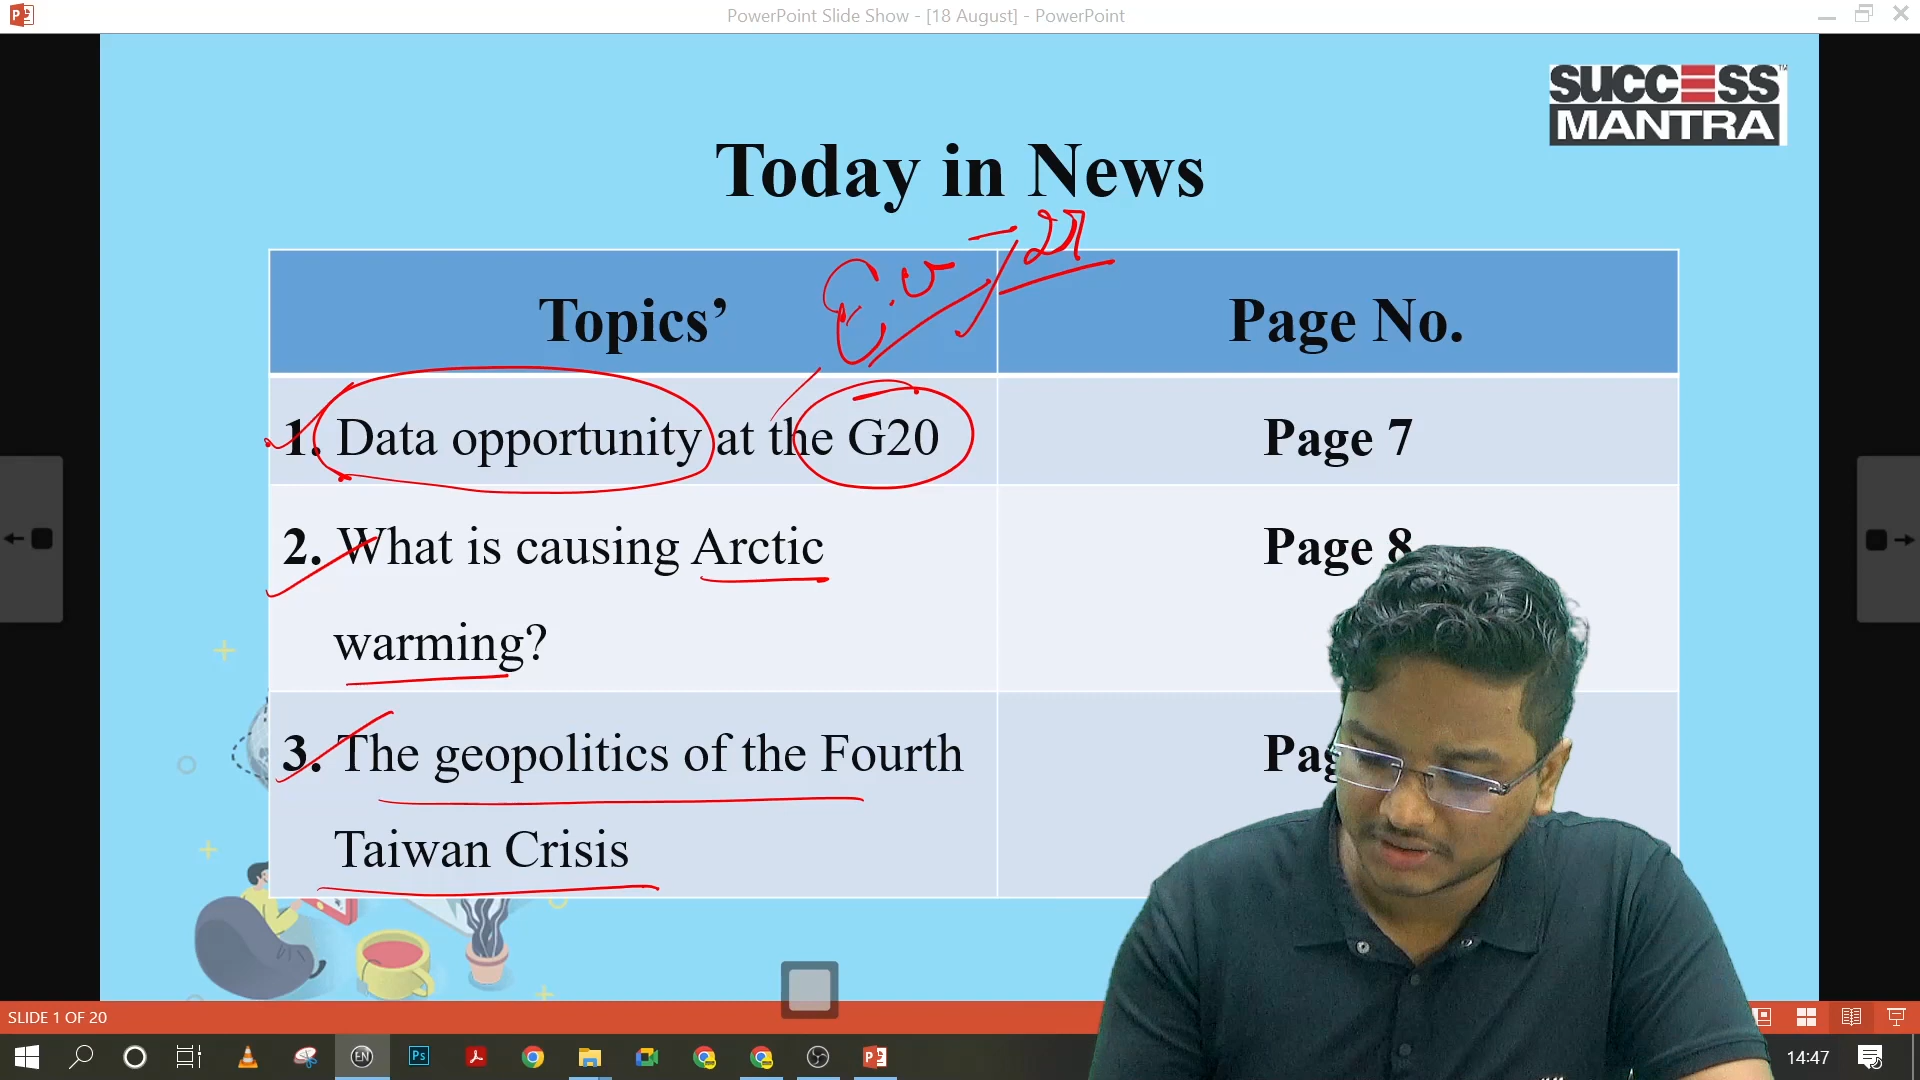 PowerPoint Slide Show - [18 August] - PowerPoint
SUCCESS
MANTRA
Today in News
Topics’ Page No.
1. Data opportunity at the G20 Page 7
2. What is causing Arctic Page 8
warming?
3. The geopolitics of the Fourth
Taiwan Crisis
SLIDE 1 OF 20
EN
Ps
14:47